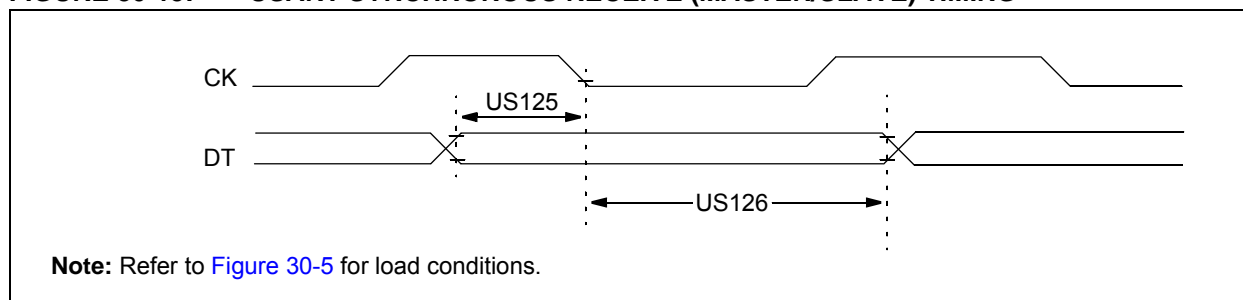 CK
US125
DT
US126
Note: Refer to Figure 30-5 for load conditions.